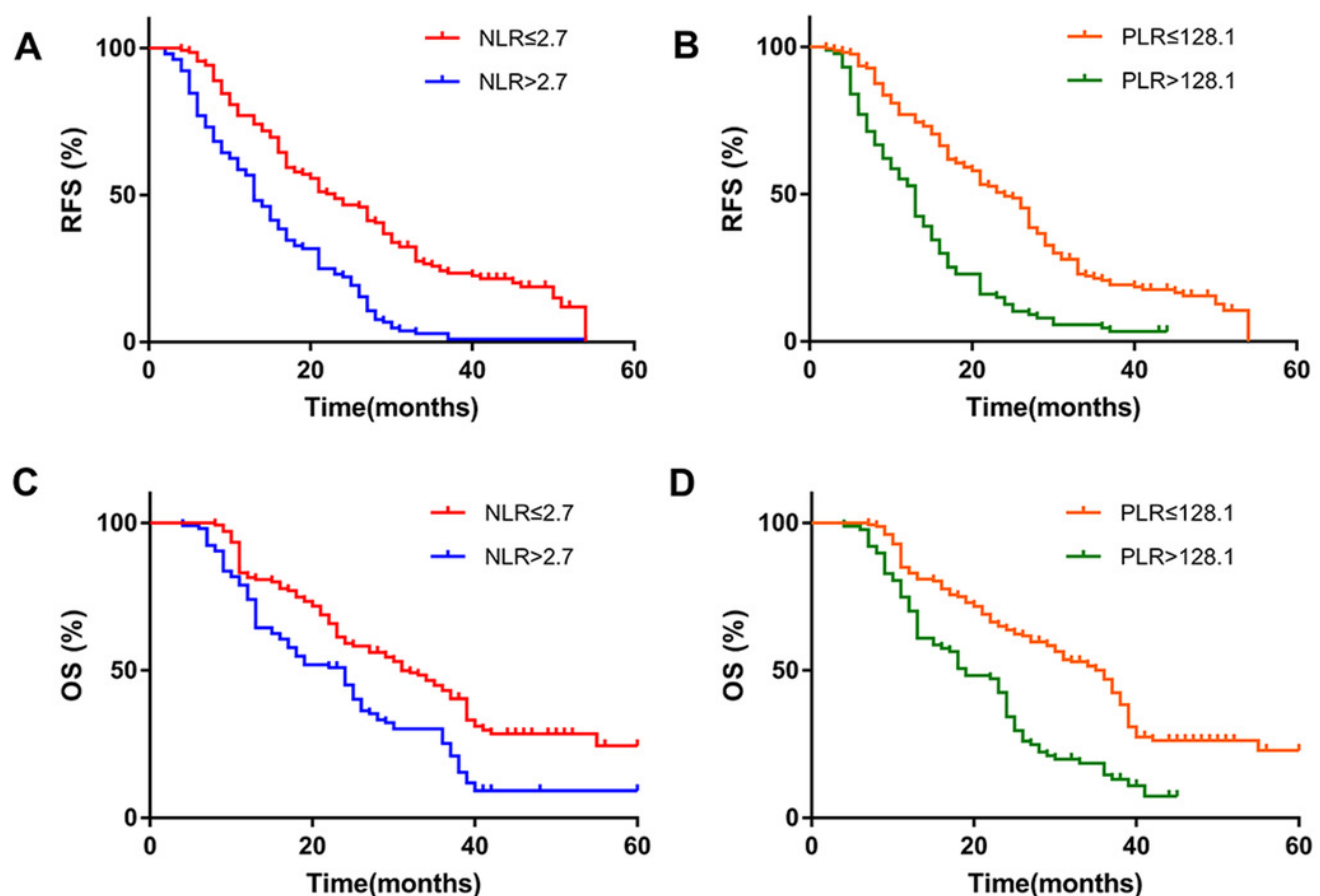 A
NLR≤2.7
NLR>2.7
100
50
0
RFS (%)
0 20 40 60
Time(months)
B
PLR≤128.1
PLR>128.1
100
50
0
RFS (%)
0 20 40 60
Time(months)
C
NLR≤2.7
NLR>2.7
100
50
0
OS (%)
0 20 40 60
Time(months)
D
PLR≤128.1
PLR>128.1
100
50
0
OS (%)
0 20 40 60
Time(months)